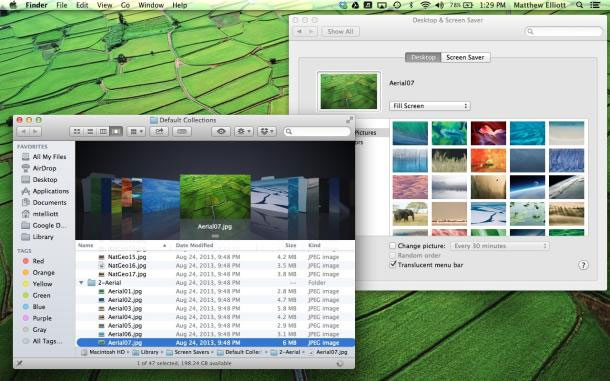 Finder File Edit View Go Window Help 78% 1:29 PM Matthew Elliott
Desktop & Screen Saver
Show All
Desktop Screen Saver
Aerial07
Fill Screen
Pictures
ors
Change picture: Every 30 minutes
Random order
Translucent menu bar
?
Default Collections
FAVORITES
All My Files
AirDrop
Desktop
Applications
Documents
mtelliott
Google D...
Library
TAGS
Red
Orange
Yellow
Green
Blue
Purple
Gray
All Tags...
Aerial07.jpg
Name Date Modified Size Kind
NatGeo15.jpg Aug 24, 2013, 9:48 PM 4.2 MB JPEG image
NatGeo16.jpg Aug 24, 2013, 9:48 PM 3.5 MB JPEG image
NatGeo17.jpg Aug 24, 2013, 9:48 PM 3.8 MB JPEG image
2-Aerial Aug 24, 2013, 9:48 PM -- Folder
Aerial01.jpg Aug 24, 2013, 9:48 PM 2.8 MB JPEG image
Aerial02.jpg Aug 24, 2013, 9:48 PM 4.7 MB JPEG image
Aerial03.jpg Aug 24, 2013, 9:48 PM 5.8 MB JPEG image
Aerial04.jpg Aug 24, 2013, 9:48 PM 4.2 MB JPEG image
Aerial05.jpg Aug 24, 2013, 9:48 PM 2.9 MB JPEG image
Aerial06.jpg Aug 24, 2013, 9:48 PM 3.1 MB JPEG image
Aerial07.jpg Aug 24, 2013, 9:48 PM 6 MB JPEG image
Macintosh HD Library Screen Savers Default Collec 2-Aerial Aerial07.jpg
1 of 47 selected, 198.24 GB available